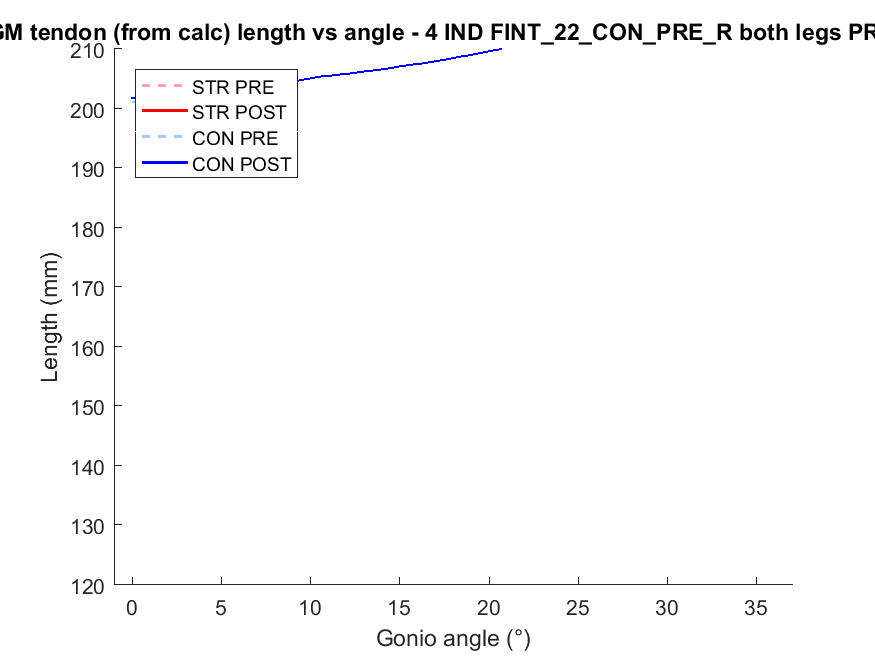 GM tendon (from calc) length vs angle - 4 IND FINT_22_CON_PRE_R both legs PR
210
200
190
180
170
160
150
140
130
120
Length (mm)
STR PRE
STR POST
CON PRE
CON POST
0 5 10 15 20 25 30 35
Gonio angle (°)